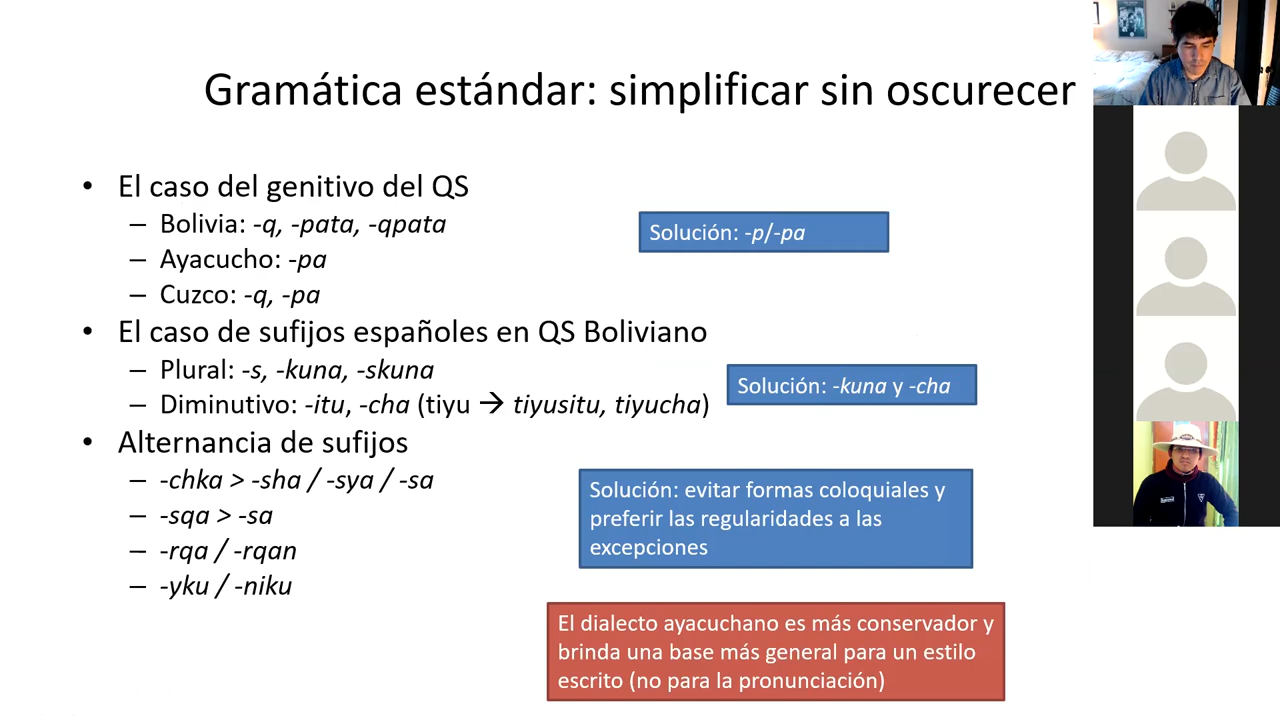 Gramática estándar: simplificar sin oscurecer
• El caso del genitivo del QS
– Bolivia: -q, -pata, -qpata
– Ayacucho: -pa
– Cuzco: -q, -pa
Solución: -p/-pa
• El caso de sufijos españoles en QS Boliviano
– Plural: -s, -kuna, -skuna
– Diminutivo: -itu, -cha (tiyu → tiyusitu, tiyucha)
Solución: -kuna y -cha
• Alternancia de sufijos
– -chka > -sha / -sya / -sa
– -sqa > -sa
– -rqa / -rqan
– -yku / -niku
Solución: evitar formas coloquiales y
preferir las regularidades a las
excepciones
El dialecto ayacuchano es más conservador y
brinda una base más general para un estilo
escrito (no para la pronunciación)